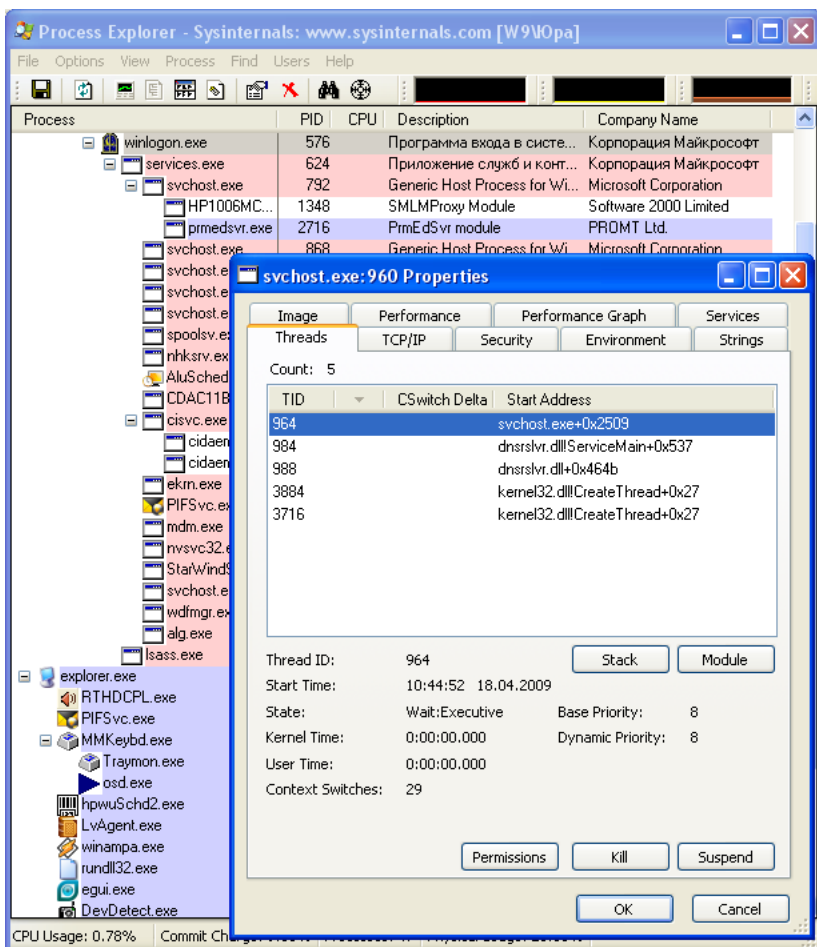 Process Explorer - Sysinternals: www.sysinternals.com [W9\Юра]
File Options View Process Find Users Help
Process PID CPU Description Company Name
winlogon.exe 576 Программа входа в систе... Корпорация Майкрософт
services.exe 624 Приложение служб и конт... Корпорация Майкрософт
svchost.exe 792 Generic Host Process for Wi... Microsoft Corporation
HP1006MC... 1348 SMLMProxy Module Software 2000 Limited
prmedsvr.exe 2716 PrmEdSvr module PROMT Ltd.
svchost.exe 868 Generic Host Process for Wi... Microsoft Corporation
svchost.e
svchost.e
svchost.e
spoolsv.e
nhksrv.ex
AluSched
CDAC11B
cisvc.exe
cidaen
cidaen
ekrn.exe
PIFSvc.ex
mdm.exe
nvsvc32.e
StarWindS
svchost.e
wdfmgr.ex
alg.exe
lsass.exe
explorer.exe
RTHDCPL.exe
PIFSvc.exe
MMKeybd.exe
Traymon.exe
osd.exe
hpwuSchd2.exe
LvAgent.exe
winampa.exe
rundll32.exe
egui.exe
DevDetect.exe
CPU Usage: 0.78% Commit Ch
svchost.exe:960 Properties
Image Performance Performance Graph Services
Threads TCP/IP Security Environment Strings
Count: 5
TID CSwitch Delta Start Address
964 svchost.exe+0x2509
984 dnsrslvr.dll!ServiceMain+0x537
988 dnsrslvr.dll+0x464b
3884 kernel32.dll!CreateThread+0x27
3716 kernel32.dll!CreateThread+0x27
Thread ID: 964 Stack Module
Start Time: 10:44:52 18.04.2009
State: Wait:Executive Base Priority: 8
Kernel Time: 0:00:00.000 Dynamic Priority: 8
User Time: 0:00:00.000
Context Switches: 29
Permissions Kill Suspend
OK Cancel